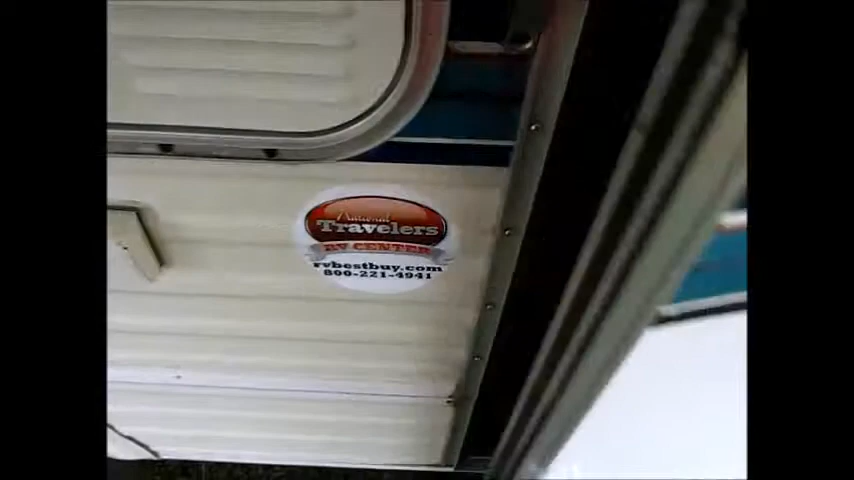 National
Travelers
RV CENTER
rvbestbuy.com
800-221-4941